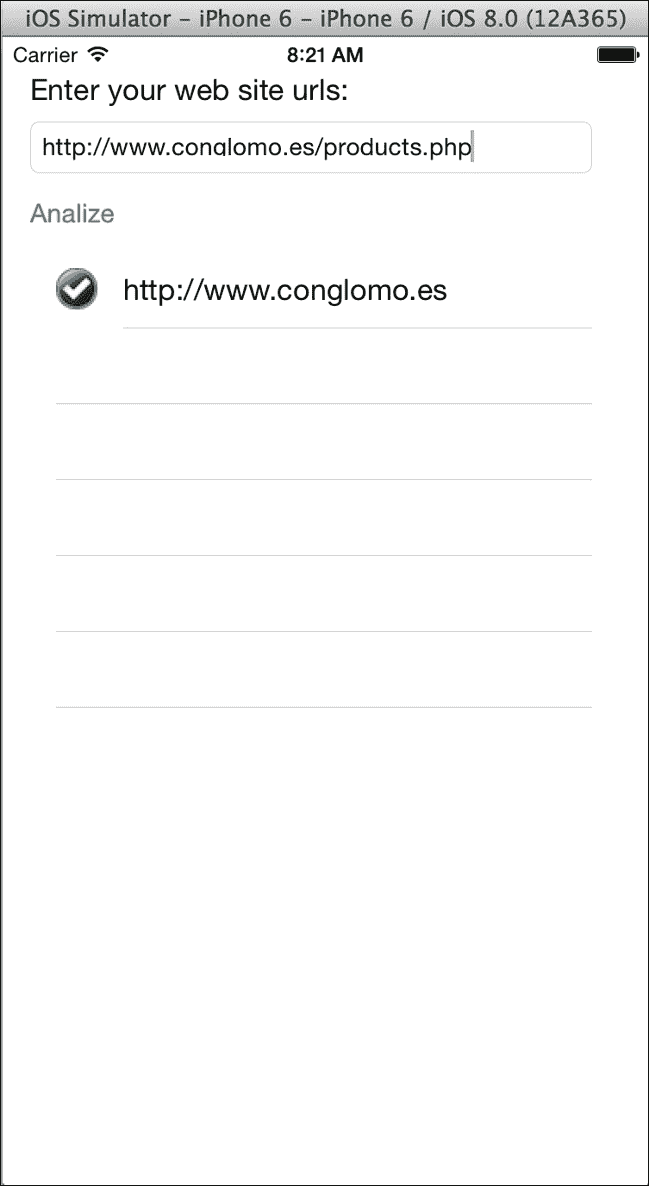 iOS Simulator – iPhone 6 – iPhone 6 / iOS 8.0 (12A365)
Carrier 8:21 AM
Enter your web site urls:
http://www.conglomo.es/products.php
Analize
http://www.conglomo.es